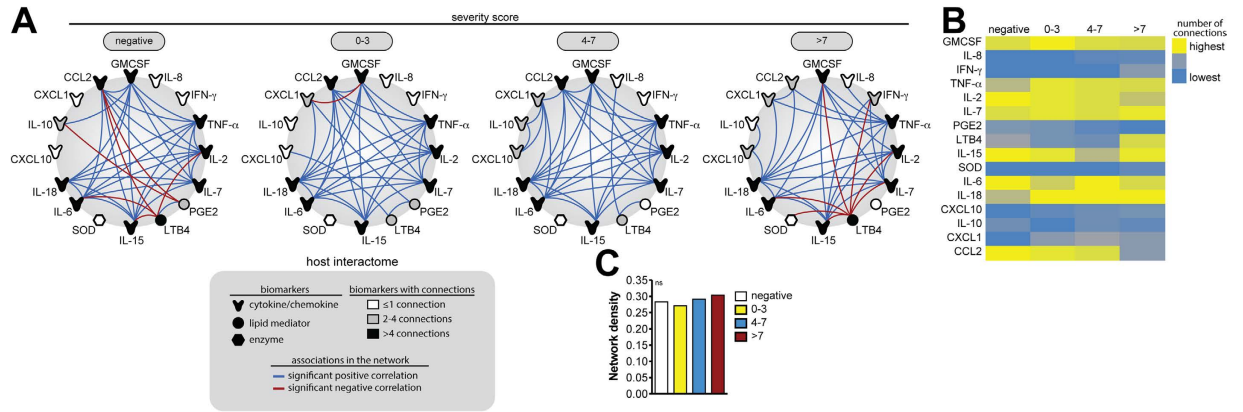 A
severity score
negative
0-3
4-7
>7
GMCSF
IL-8
IFN-γ
TNF-α
IL-2
IL-7
PGE2
LTB4
IL-15
SOD
IL-6
IL-18
CXCL10
IL-10
CXCL1
CCL2
GMCSF
IL-8
IFN-γ
TNF-α
IL-2
IL-7
PGE2
LTB4
IL-15
SOD
IL-6
IL-18
CXCL10
IL-10
CXCL1
CCL2
GMCSF
IL-8
IFN-γ
TNF-α
IL-2
IL-7
PGE2
LTB4
IL-15
SOD
IL-6
IL-18
CXCL10
IL-10
CXCL1
CCL2
GMCSF
IL-8
IFN-γ
TNF-α
IL-2
IL-7
PGE2
LTB4
IL-15
SOD
IL-6
IL-18
CXCL10
IL-10
CXCL1
CCL2
host interactome
biomarkers
cytokine/chemokine
lipid mediator
enzyme
biomarkers with connections
≤1 connection
2-4 connections
>4 connections
associations in the network
significant positive correlation
significant negative correlation
B
negative 0-3 4-7 >7
GMCSF
IL-8
IFN-γ
TNF-α
IL-2
IL-7
PGE2
LTB4
IL-15
SOD
IL-6
IL-18
CXCL10
IL-10
CXCL1
CCL2
number of
connections
highest
lowest
C
Network density
0.35
0.30
0.25
0.20
0.15
0.10
0.05
0.00
ns
negative
0-3
4-7
>7